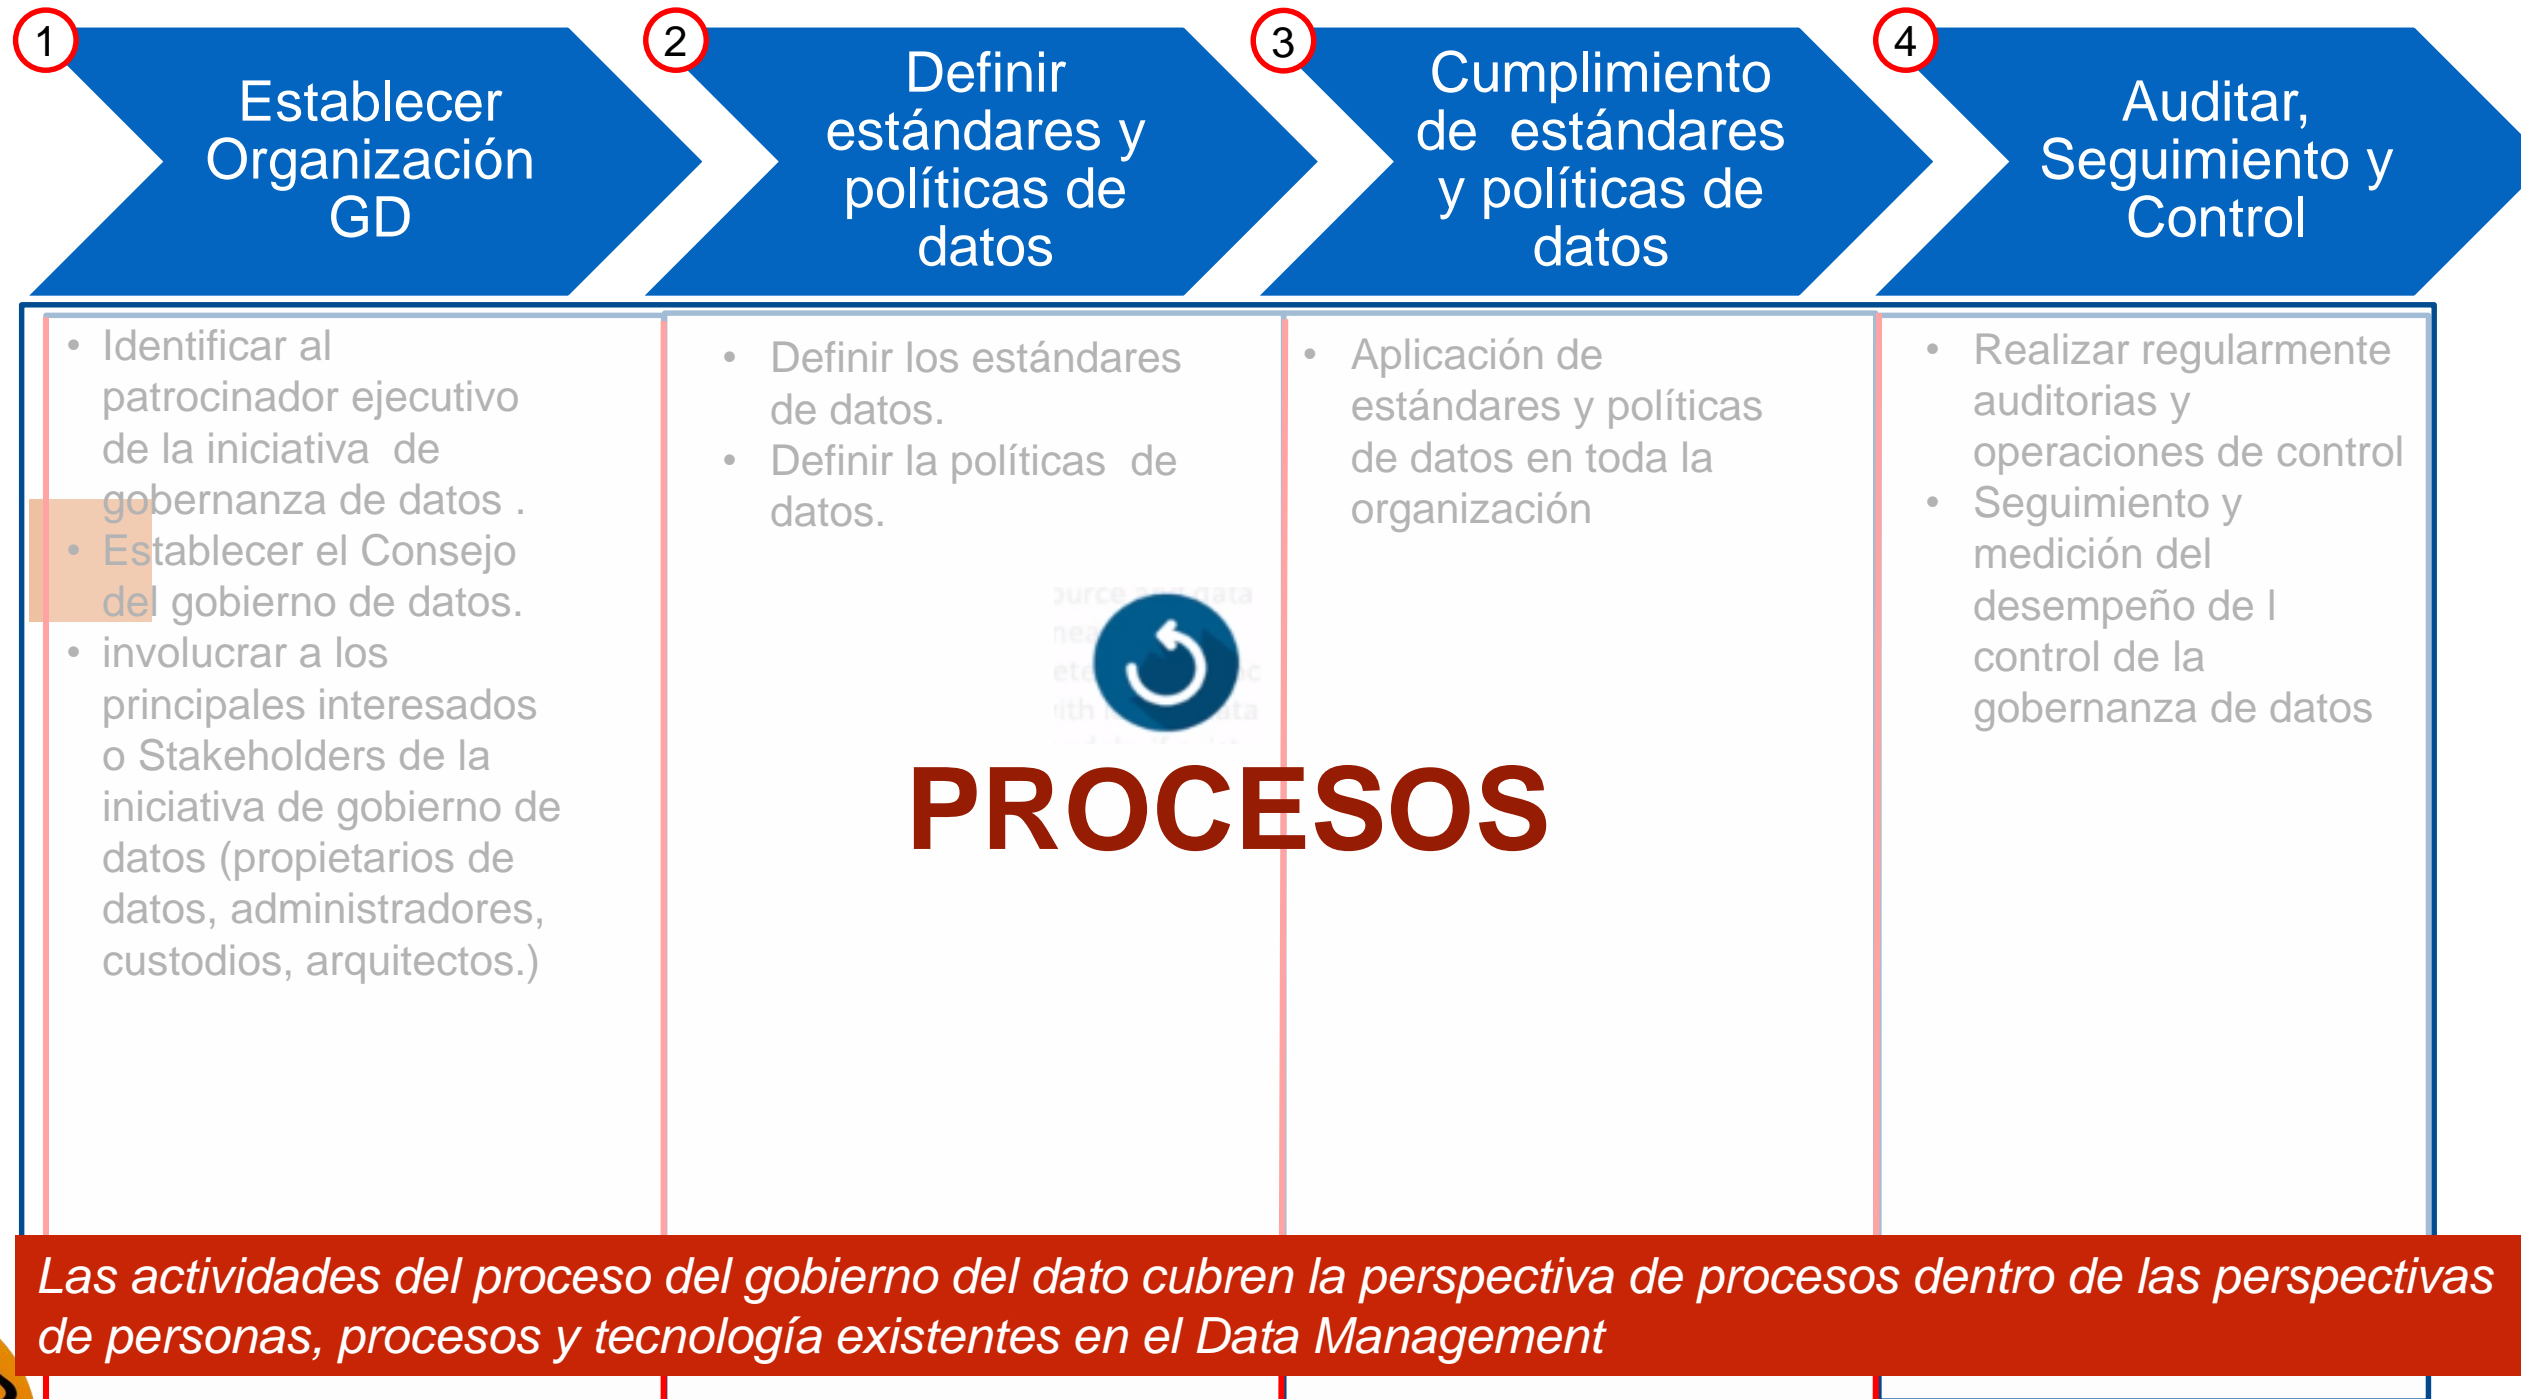 1
Establecer
Organización
GD
2
Definir
estándares y
políticas de
datos
3
Cumplimiento
de  estándares
y políticas de
datos
4
Auditar,
Seguimiento y
Control
• Identificar al
patrocinador ejecutivo
de la iniciativa  de
gobernanza de datos .
• Establecer el Consejo
del gobierno de datos.
• involucrar a los
principales interesados
o Stakeholders de la
iniciativa de gobierno de
datos (propietarios de
datos, administradores,
custodios, arquitectos.)
• Definir los estándares
de datos.
• Definir la políticas  de
datos.
• Aplicación de
estándares y políticas
de datos en toda la
organización
• Realizar regularmente
auditorias y
operaciones de control
• Seguimiento y
medición del
desempeño de l
control de la
gobernanza de datos
PROCESOS
Las actividades del proceso del gobierno del dato cubren la perspectiva de procesos dentro de las perspectivas
de personas, procesos y tecnología existentes en el Data Management